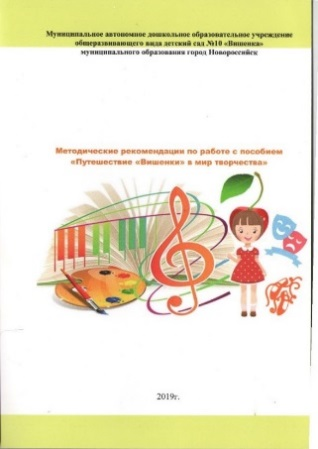 Муниципальное автономное дошкольное образовательное учреждение
общеразвивающего вида детский сад №10 «Вишенка»
муниципального образования город Новороссийск
Методические рекомендации по работе с пособием
«Путешествие «Вишенки» в мир творчества»
2019г.